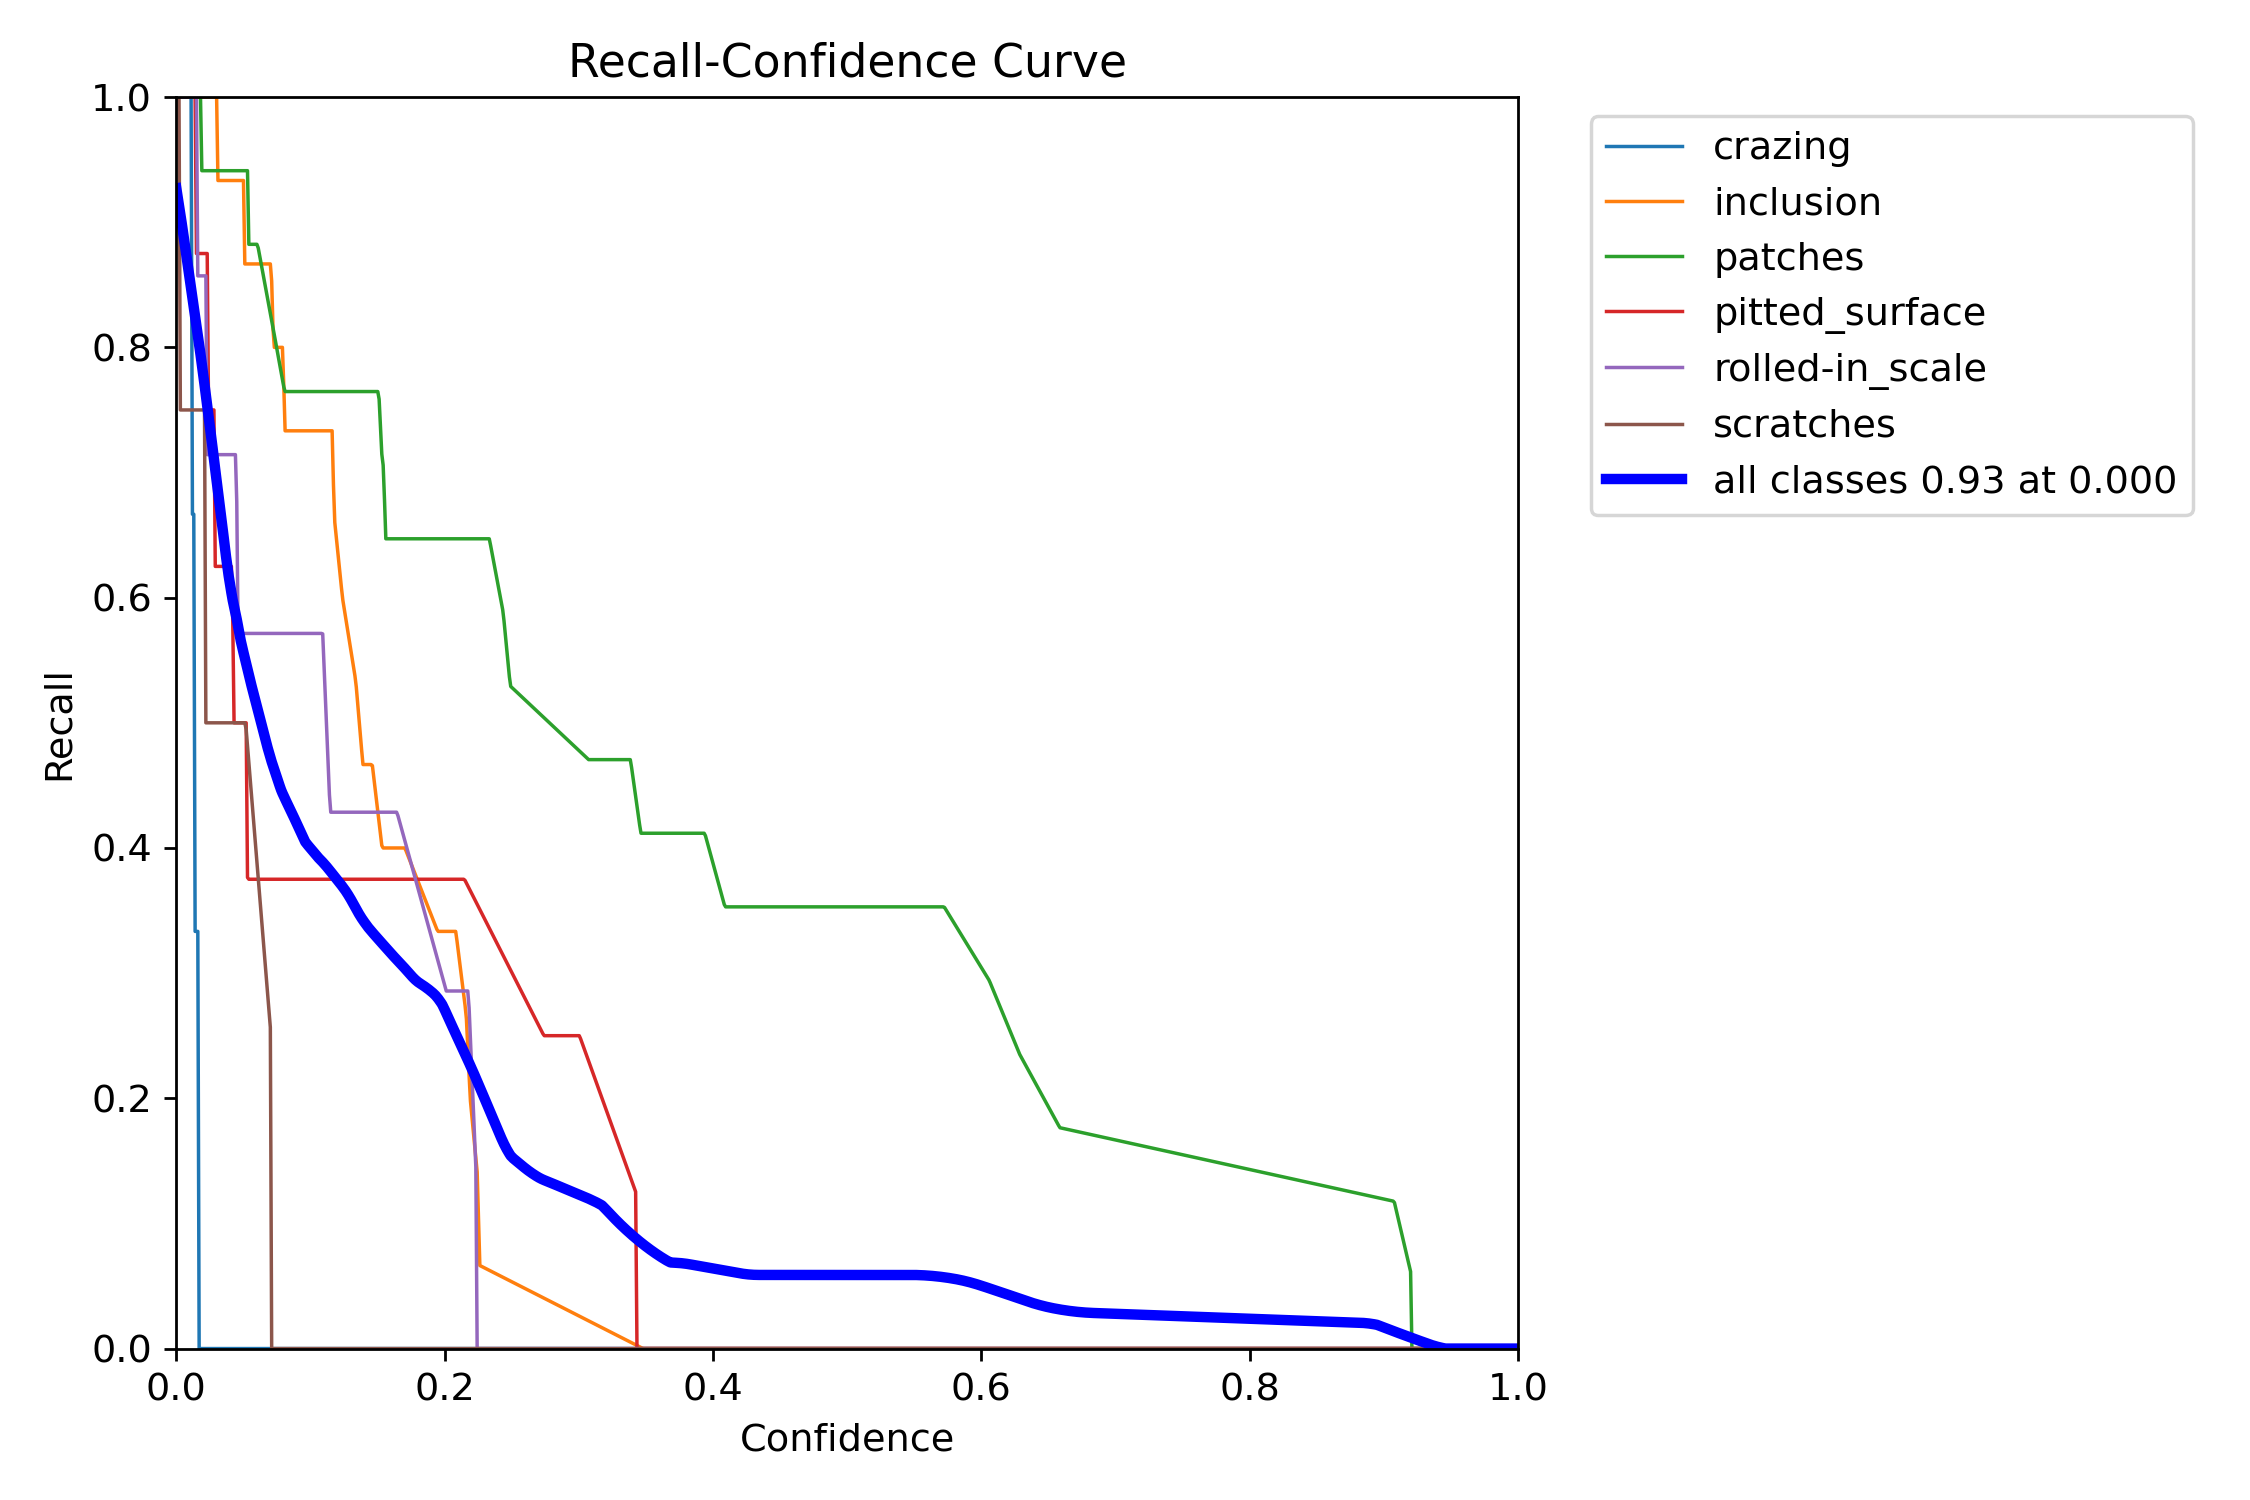 Recall-Confidence Curve
1.0
0.8
0.6
0.4
0.2
0.0
Recall
0.0 0.2 0.4 0.6 0.8 1.0
Confidence
crazing
inclusion
patches
pitted_surface
rolled-in_scale
scratches
all classes 0.93 at 0.000